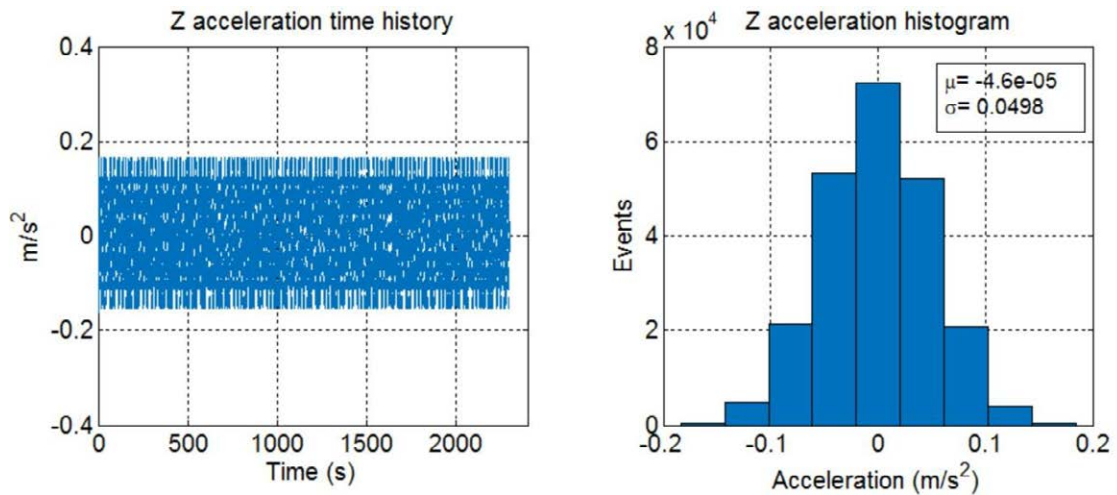 Z acceleration time history
0.4
0.2
0
-0.2
-0.4
m/s²
0 500 1000 1500 2000
Time (s)
Z acceleration histogram
x 10⁴
8
6
4
2
0
Events
μ= -4.6e-05
σ= 0.0498
-0.2 -0.1 0 0.1 0.2
Acceleration (m/s²)